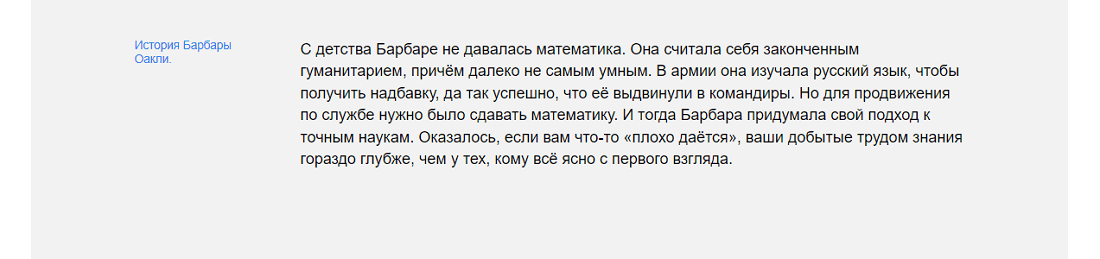 История Барбары
Оакли.
С детства Барбаре не давалась математика. Она считала себя законченным
гуманитарием, причём далеко не самым умным. В армии она изучала русский язык, чтобы
получить надбавку, да так успешно, что её выдвинули в командиры. Но для продвижения
по службе нужно было сдавать математику. И тогда Барбара придумала свой подход к
точным наукам. Оказалось, если вам что-то «плохо даётся», ваши добытые трудом знания
гораздо глубже, чем у тех, кому всё ясно с первого взгляда.